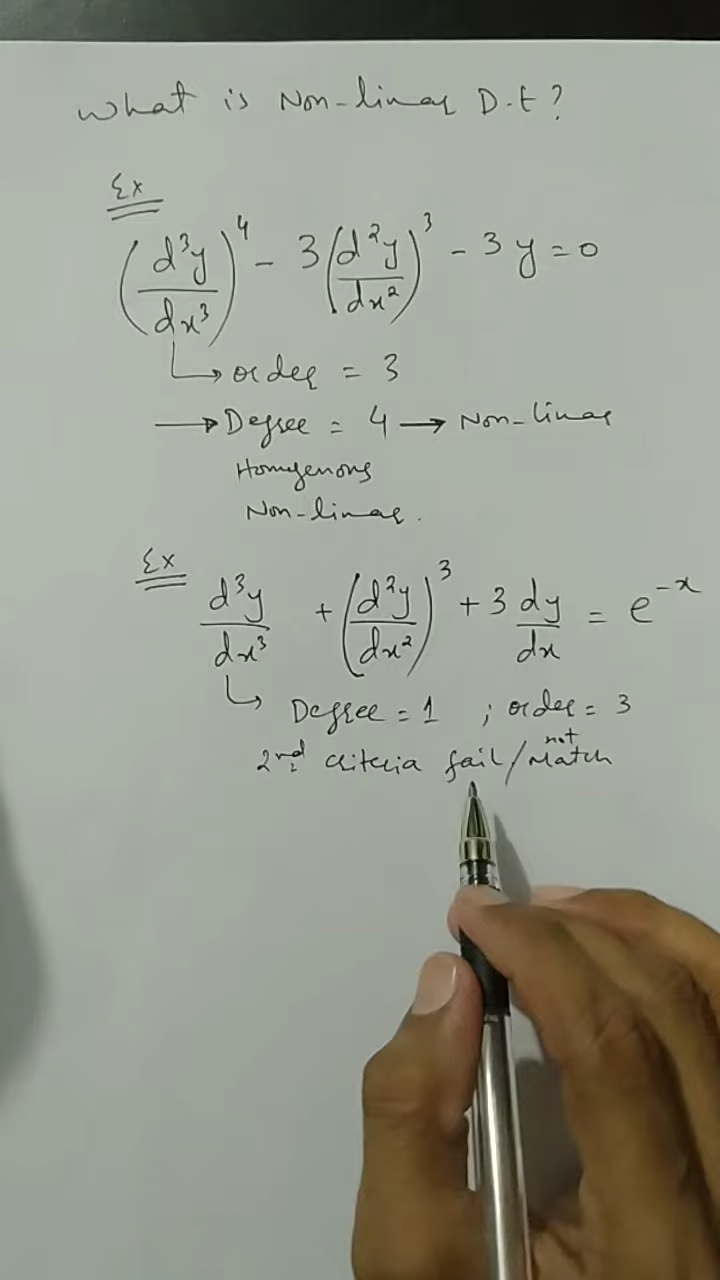 What is Non-linear D.E?
Ex
(d³y/dx³)⁴ - 3(d²y/dx²)³ - 3y = 0
↳ order = 3
→ Degree = 4 → Non-linear
Homogenous
Non-linear.
Ex
d³y/dx³ + (d²y/dx²)³ + 3 dy/dx = e⁻ˣ
↳ Degree = 1 ; order = 3
2nd criteria fail/not Match